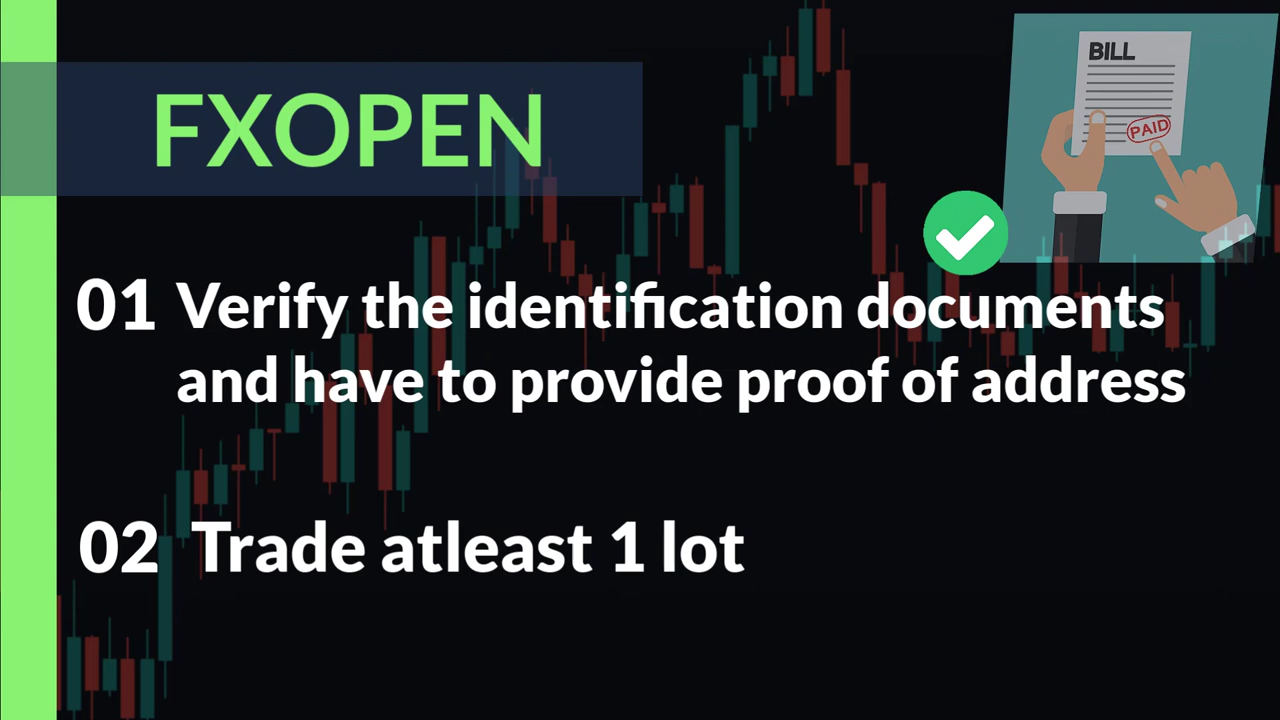 FXOPEN
BILL
PAID
01 Verify the identification documents
and have to provide proof of address
02 Trade atleast 1 lot